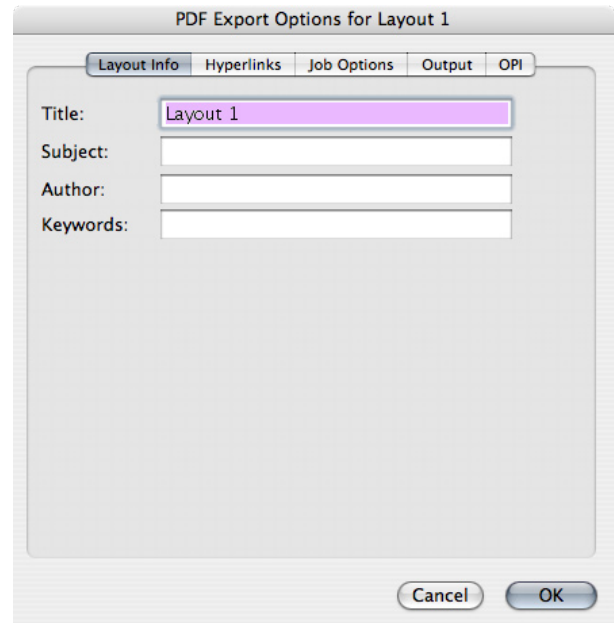 PDF Export Options for Layout 1
Layout Info Hyperlinks Job Options Output OPI
Title: Layout 1
Subject:
Author:
Keywords:
Cancel OK